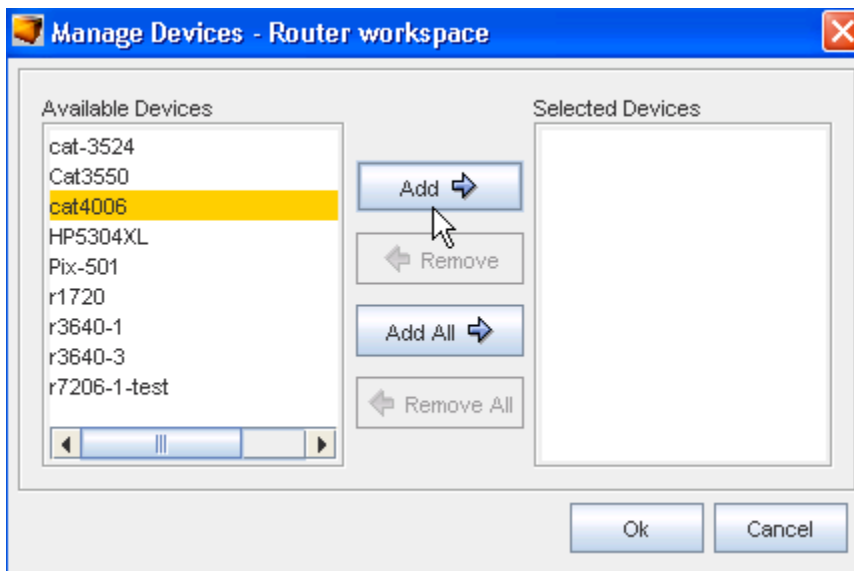 Manage Devices - Router workspace
Available Devices
cat-3524
Cat3550
cat4006
HP5304XL
Pix-501
r1720
r3640-1
r3640-3
r7206-1-test
Add
Remove
Add All
Remove All
Selected Devices
Ok
Cancel